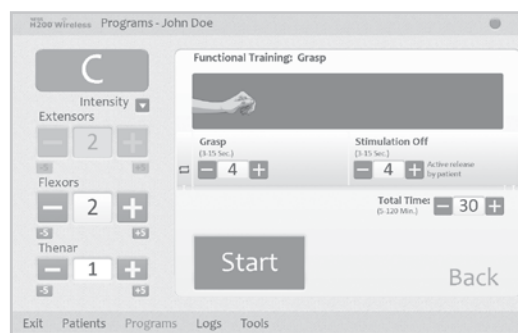 NESS
H200 Wireless Programs - John Doe
C
Intensity
Extensors
2
-5 +5
Flexors
2
-5 +5
Thenar
1
-5 +5
Functional Training: Grasp
Grasp
(3-15 Sec.)
4
Stimulation Off
(3-15 Sec.)
4
Active release
by patient
Total Time:
(5-120 Min.)
30
Start
Back
Exit Patients Programs Logs Tools